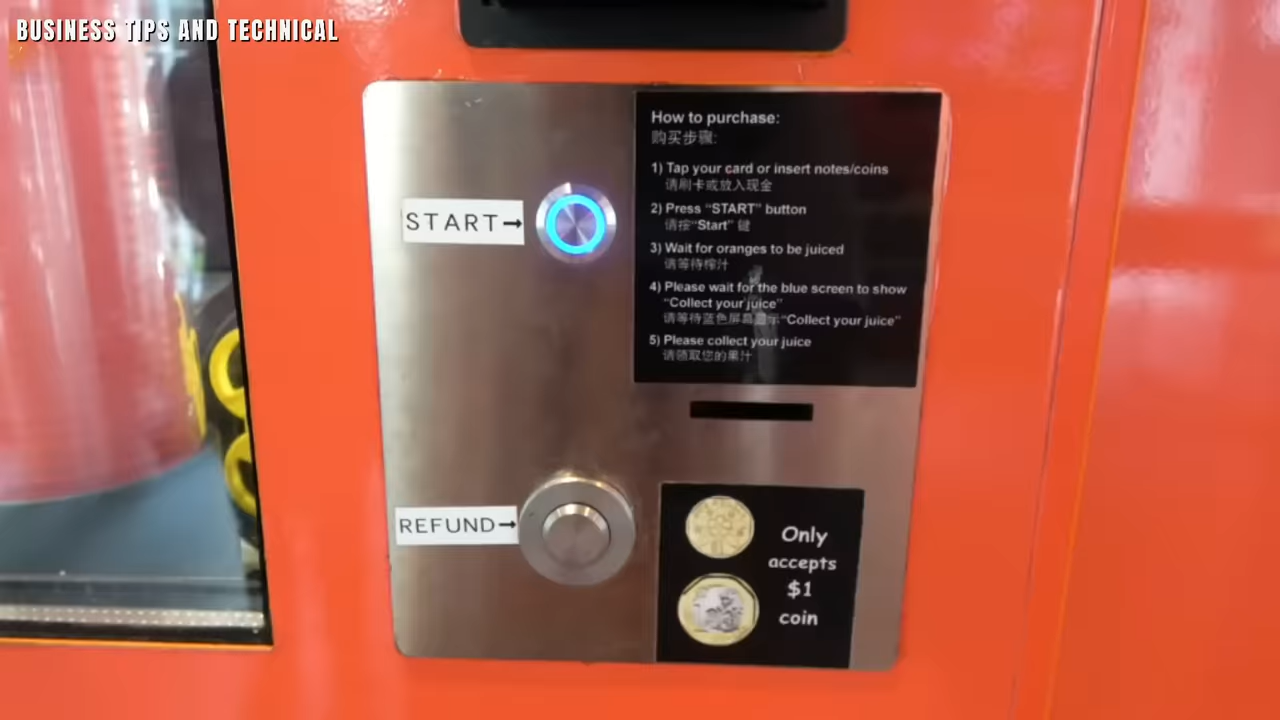 BUSINESS TIPS AND TECHNICAL
How to purchase:
购买步骤:
1) Tap your card or insert notes/coins
请刷卡或放入现金
2) Press “START” button
请按“Start” 键
3) Wait for oranges to be juiced
请等待榨汁
4) Please wait for the blue screen to show
“Collect your juice”
请等待蓝色屏幕显示“Collect your juice”
5) Please collect your juice
请领取您的果汁
START→
REFUND→
Only
accepts
$1
coin